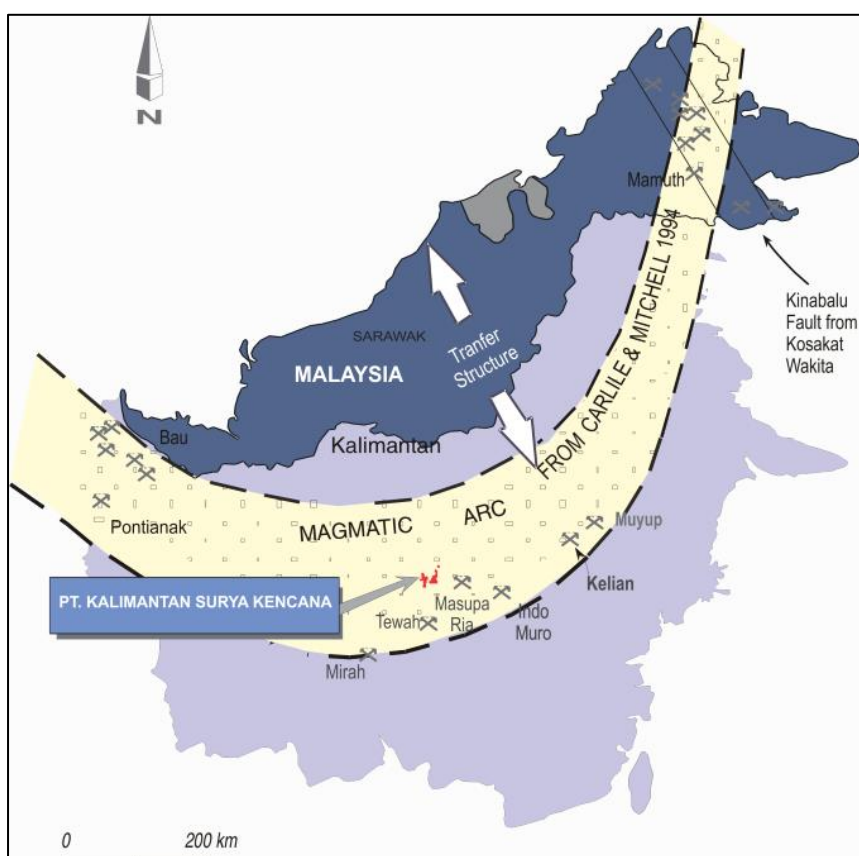 N
Mamuth
Kinabalu
Fault from
Kosakat
Wakita
SARAWAK
MALAYSIA
Tranfer
Structure
Bau
Kalimantan
FROM CARLILE & MITCHELL 1994
MAGMATIC ARC
Pontianak
Muyup
Kelian
PT. KALIMANTAN SURYA KENCANA
Masupa
Ria
Indo
Muro
Tewah
Mirah
0 200 km